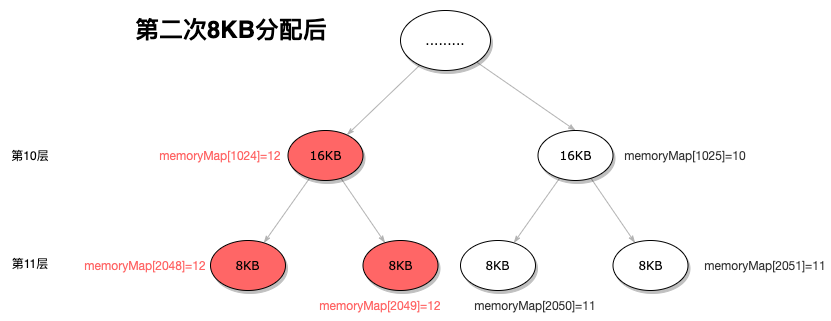 第二次8KB分配后
.........
第10层
memoryMap[1024]=12
16KB
16KB
memoryMap[1025]=10
第11层
memoryMap[2048]=12
8KB
8KB
8KB
8KB
memoryMap[2051]=11
memoryMap[2049]=12
memoryMap[2050]=11